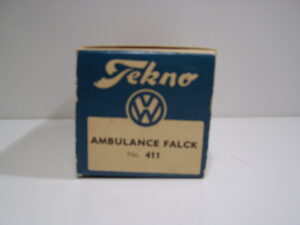 Tekno
VW
AMBULANCE FALCK
No. 411